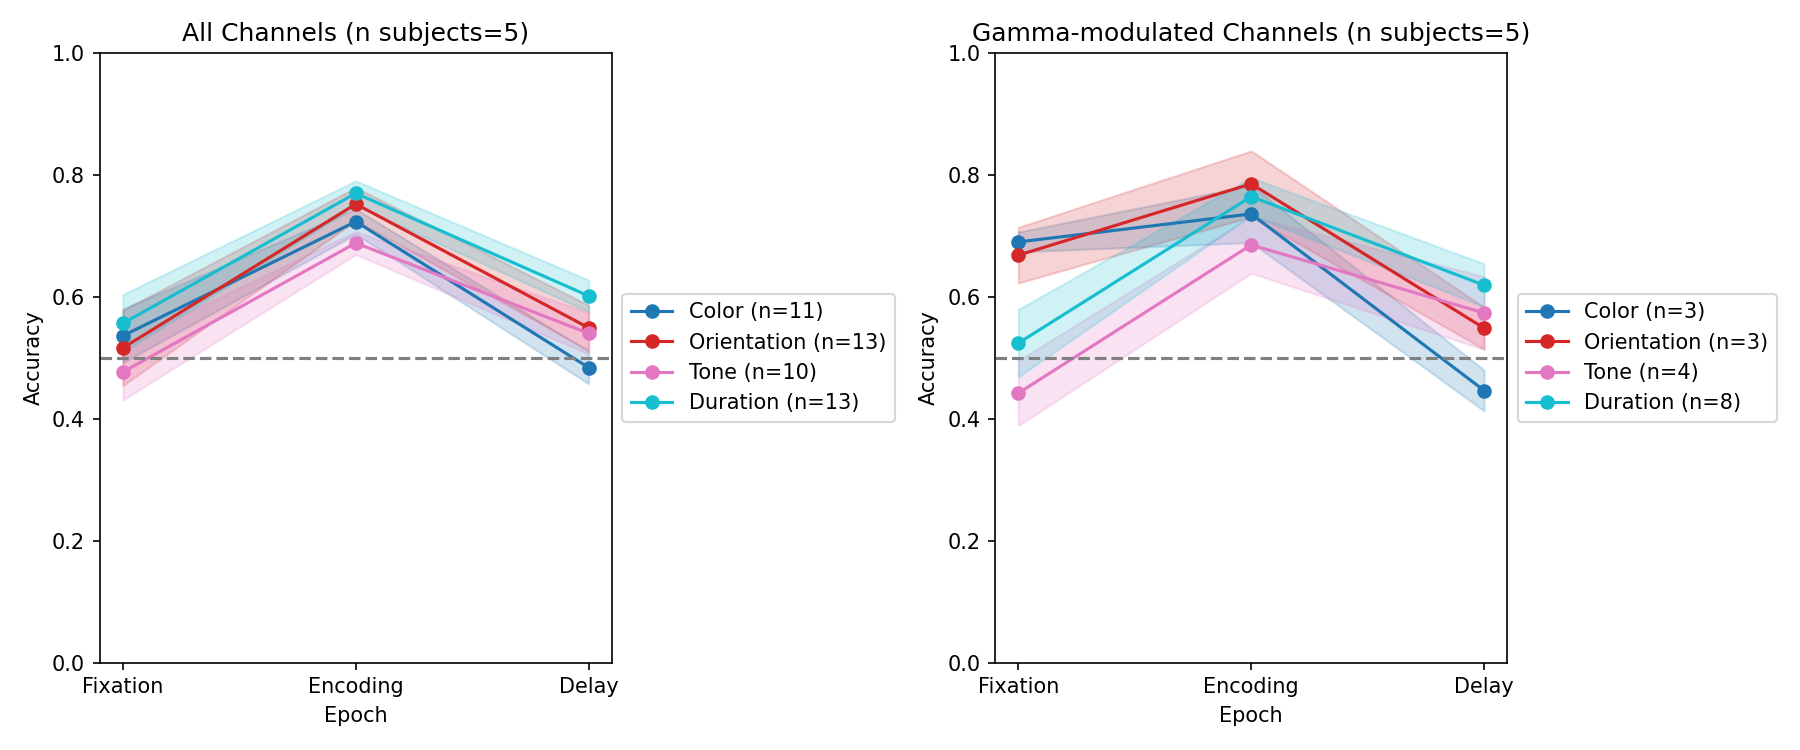 All Channels (n subjects=5)
1.0
0.8
0.6
0.4
0.2
0.0
Accuracy
Fixation
Encoding
Delay
Epoch
Color (n=11)
Orientation (n=13)
Tone (n=10)
Duration (n=13)
Gamma-modulated Channels (n subjects=5)
1.0
0.8
0.6
0.4
0.2
0.0
Accuracy
Fixation
Encoding
Delay
Epoch
Color (n=3)
Orientation (n=3)
Tone (n=4)
Duration (n=8)